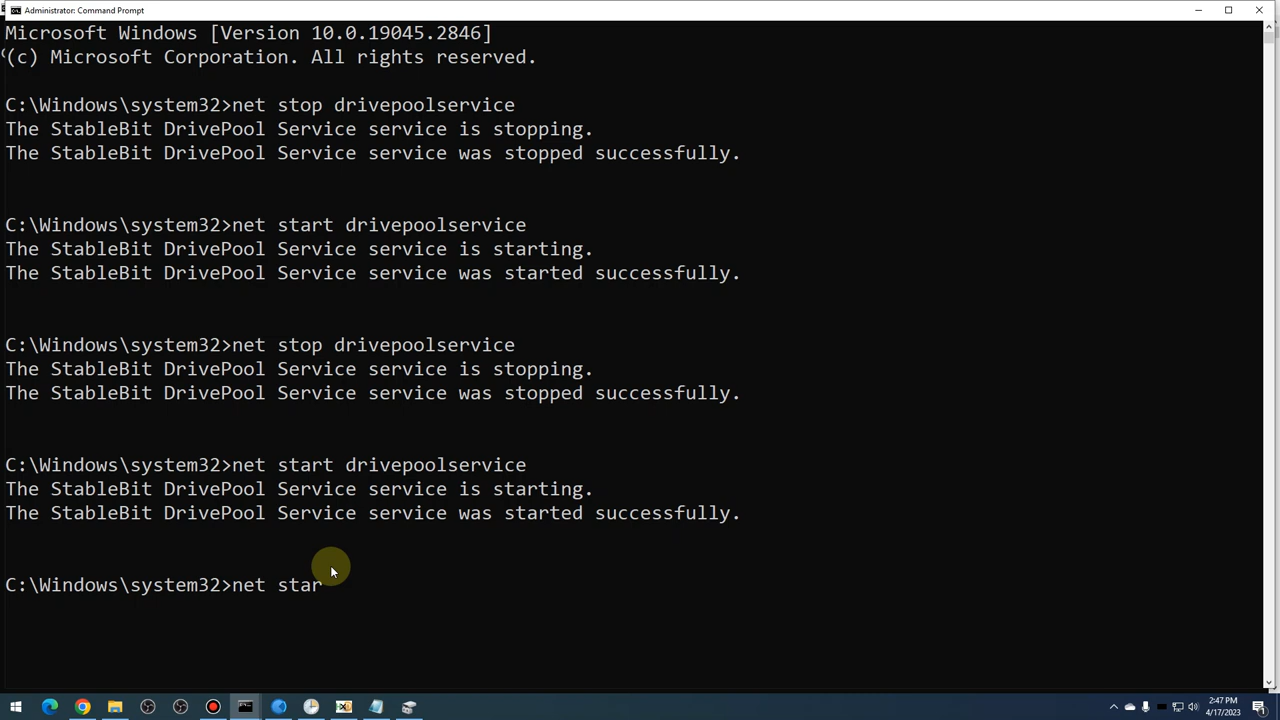 Administrator: Command Prompt
Microsoft Windows [Version 10.0.19045.2846]
(c) Microsoft Corporation. All rights reserved.
C:\Windows\system32>net stop drivepoolservice
The StableBit DrivePool Service service is stopping.
The StableBit DrivePool Service service was stopped successfully.
C:\Windows\system32>net start drivepoolservice
The StableBit DrivePool Service service is starting.
The StableBit DrivePool Service service was started successfully.
C:\Windows\system32>net stop drivepoolservice
The StableBit DrivePool Service service is stopping.
The StableBit DrivePool Service service was stopped successfully.
C:\Windows\system32>net start drivepoolservice
The StableBit DrivePool Service service is starting.
The StableBit DrivePool Service service was started successfully.
C:\Windows\system32>net star
2:47 PM
4/17/2023